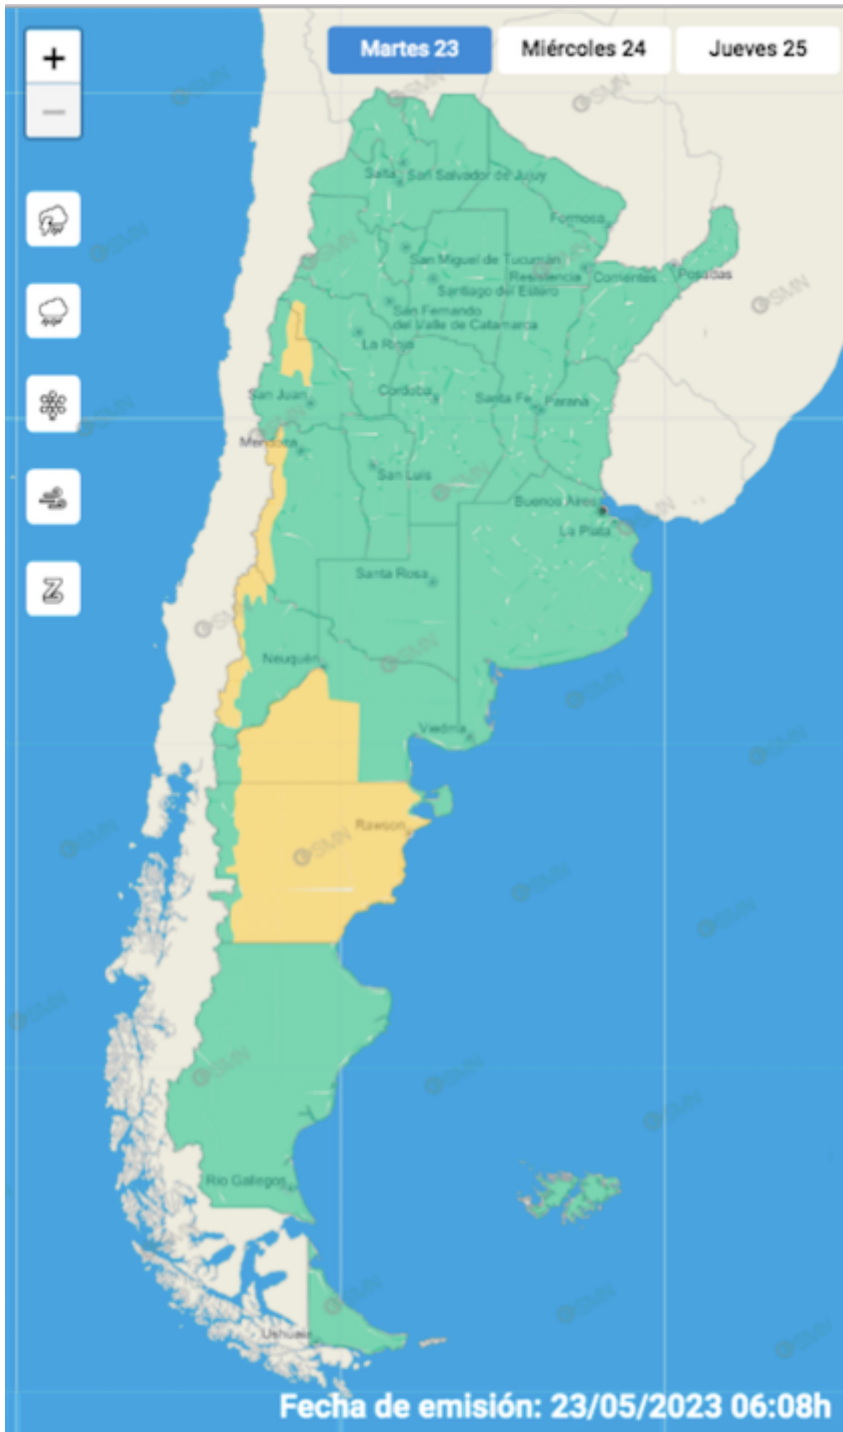 +
Martes 23
Miércoles 24
Jueves 25
−
SMN
Salta
San Salvador de Jujuy
Formosa
San Miguel de Tucumán
Resistencia
Corrientes
Posadas
Santiago del Estero
San Fernando
del Valle de Catamarca
La Rioja
San Juan
Córdoba
Santa Fe
Paraná
Mendoza
San Luis
Buenos Aires
La Plata
Santa Rosa
Neuquén
Viedma
Rawson
Río Gallegos
Ushuaia
Fecha de emisión: 23/05/2023 06:08h